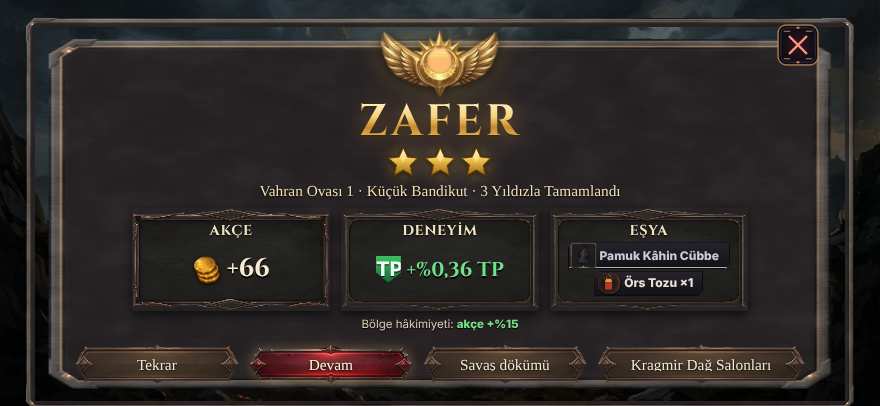 ZAFER
Vahran Ovası 1 · Küçük Bandikut · 3 Yıldızla Tamamlandı
AKÇE
+66
DENEYİM
TP +%0,36 TP
EŞYA
Pamuk Kâhin Cübbe
Örs Tozu ×1
Bölge hâkimiyeti: akçe +%15
Tekrar
Devam
Savaş dökümü
Kragmir Dağ Salonları